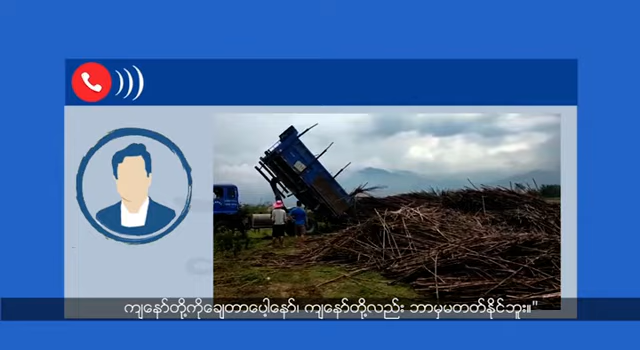 ကျနော်တို့ကိုချေတာပေါ့နော်၊ ကျနော်တို့လည်း ဘာမှမတတ်နိုင်ဘူး။"